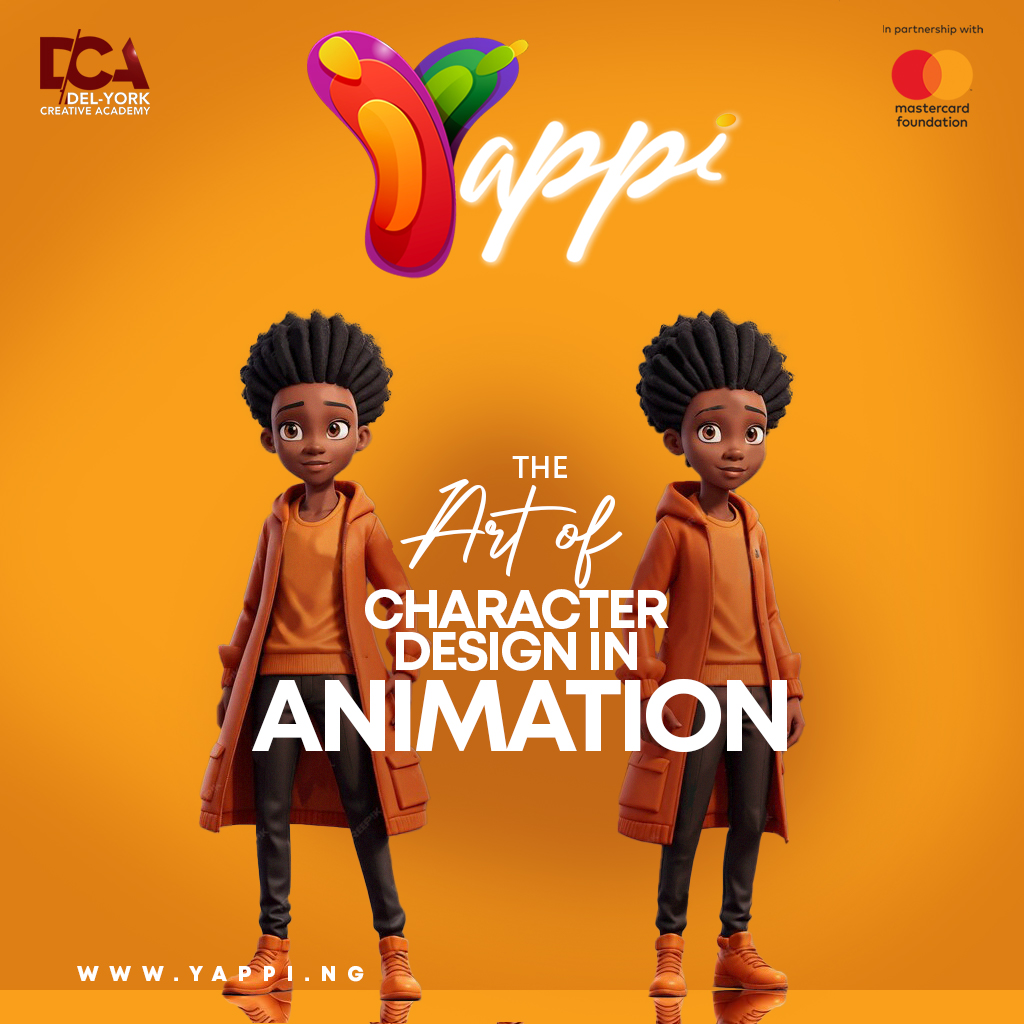 DCA
DEL-YORK
CREATIVE ACADEMY
Yappi
In partnership with
mastercard
foundation
THE
Art of
CHARACTER
DESIGN IN
ANIMATION
WWW.YAPPI.NG